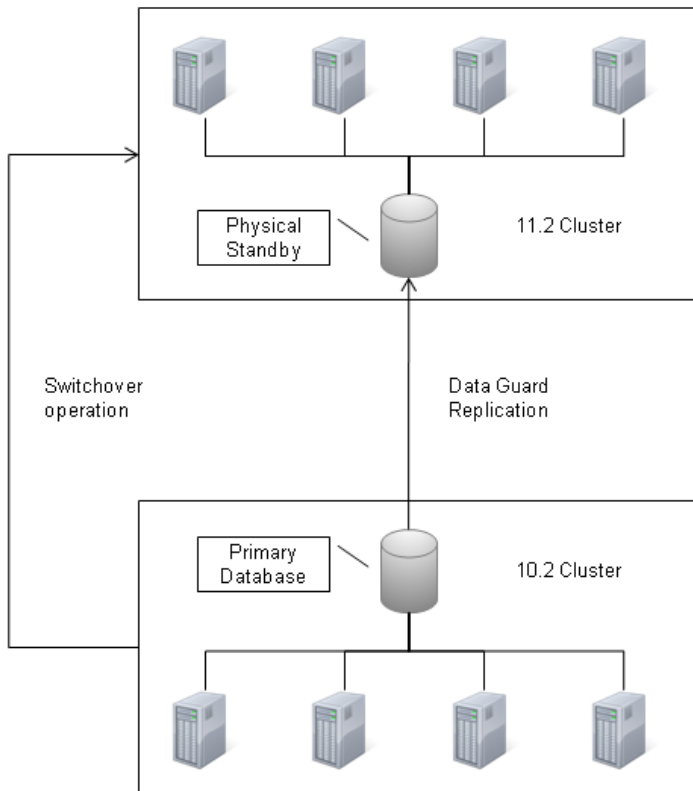 Physical
Standby
11.2 Cluster
Switchover
operation
Data Guard
Replication
Primary
Database
10.2 Cluster